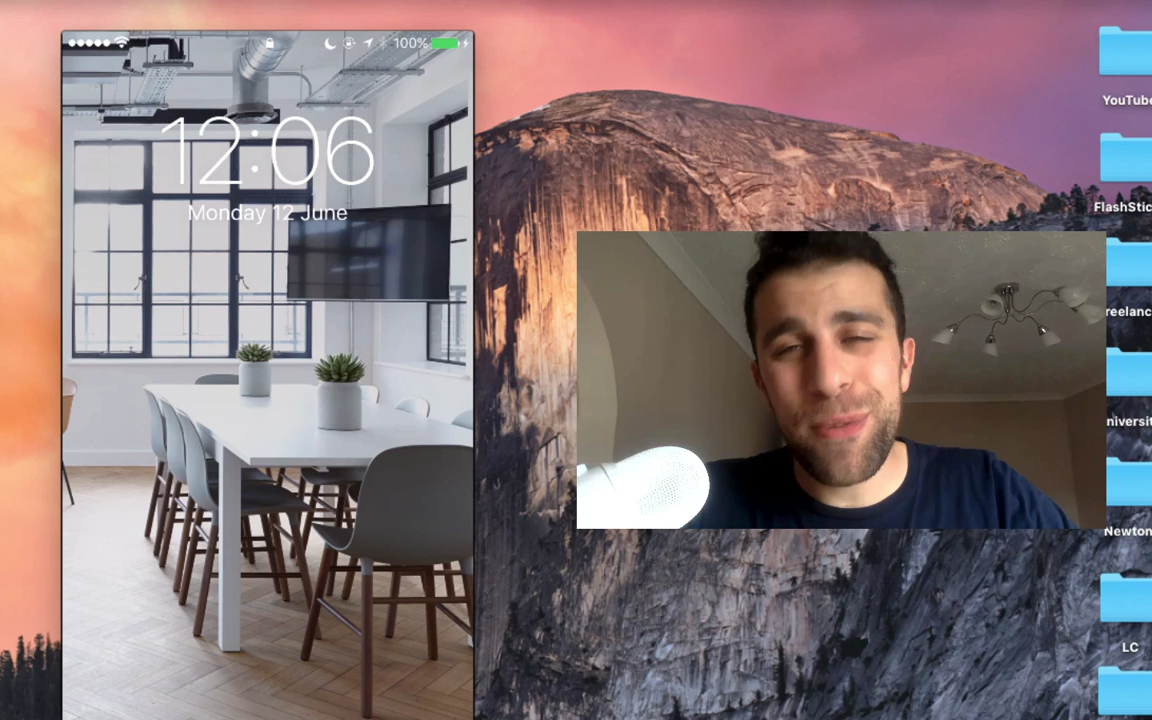 100%
12:06
Monday 12 June
YouTube
FlashStic
reelanc
niversit
Newton
LC